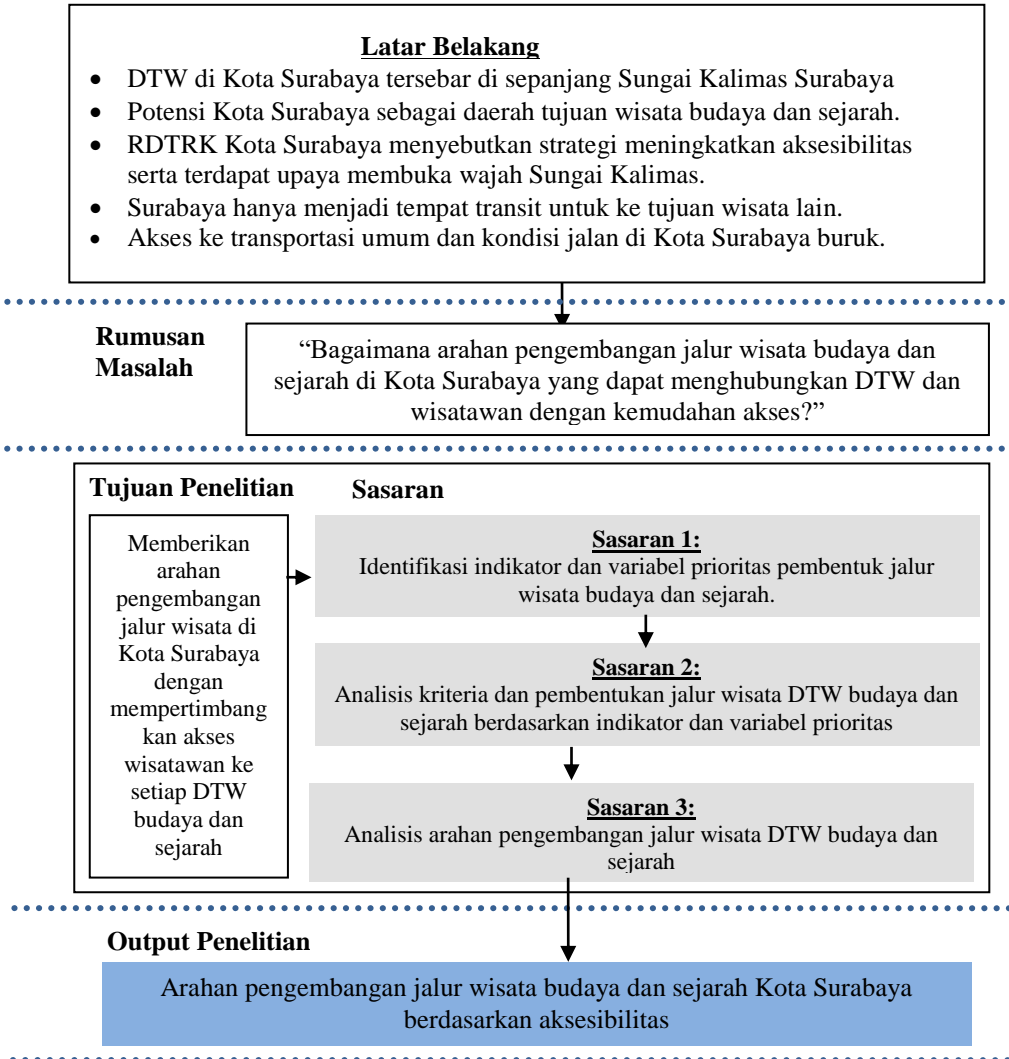 Latar Belakang
• DTW di Kota Surabaya tersebar di sepanjang Sungai Kalimas Surabaya
• Potensi Kota Surabaya sebagai daerah tujuan wisata budaya dan sejarah.
• RDTRK Kota Surabaya menyebutkan strategi meningkatkan aksesibilitas
serta terdapat upaya membuka wajah Sungai Kalimas.
• Surabaya hanya menjadi tempat transit untuk ke tujuan wisata lain.
• Akses ke transportasi umum dan kondisi jalan di Kota Surabaya buruk.
Rumusan
Masalah
“Bagaimana arahan pengembangan jalur wisata budaya dan
sejarah di Kota Surabaya yang dapat menghubungkan DTW dan
wisatawan dengan kemudahan akses?”
Tujuan Penelitian
Memberikan
arahan
pengembangan
jalur wisata di
Kota Surabaya
dengan
mempertimbang
kan akses
wisatawan ke
setiap DTW
budaya dan
sejarah
Sasaran
Sasaran 1:
Identifikasi indikator dan variabel prioritas pembentuk jalur
wisata budaya dan sejarah.
Sasaran 2:
Analisis kriteria dan pembentukan jalur wisata DTW budaya dan
sejarah berdasarkan indikator dan variabel prioritas
Sasaran 3:
Analisis arahan pengembangan jalur wisata DTW budaya dan
sejarah
Output Penelitian
Arahan pengembangan jalur wisata budaya dan sejarah Kota Surabaya
berdasarkan aksesibilitas